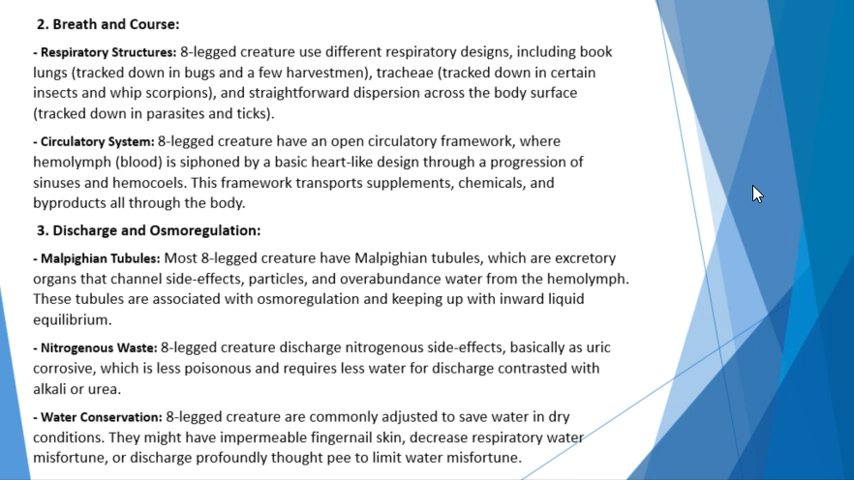 2. Breath and Course:
- Respiratory Structures: 8-legged creature use different respiratory designs, including book
lungs (tracked down in bugs and a few harvestmen), tracheae (tracked down in certain
insects and whip scorpions), and straightforward dispersion across the body surface
(tracked down in parasites and ticks).
- Circulatory System: 8-legged creature have an open circulatory framework, where
hemolymph (blood) is siphoned by a basic heart-like design through a progression of
sinuses and hemocoels. This framework transports supplements, chemicals, and
byproducts all through the body.
3. Discharge and Osmoregulation:
- Malpighian Tubules: Most 8-legged creature have Malpighian tubules, which are excretory
organs that channel side-effects, particles, and overabundance water from the hemolymph.
These tubules are associated with osmoregulation and keeping up with inward liquid
equilibrium.
- Nitrogenous Waste: 8-legged creature discharge nitrogenous side-effects, basically as uric
corrosive, which is less poisonous and requires less water for discharge contrasted with
alkali or urea.
- Water Conservation: 8-legged creature are commonly adjusted to save water in dry
conditions. They might have impermeable fingernail skin, decrease respiratory water
misfortune, or discharge profoundly thought pee to limit water misfortune.